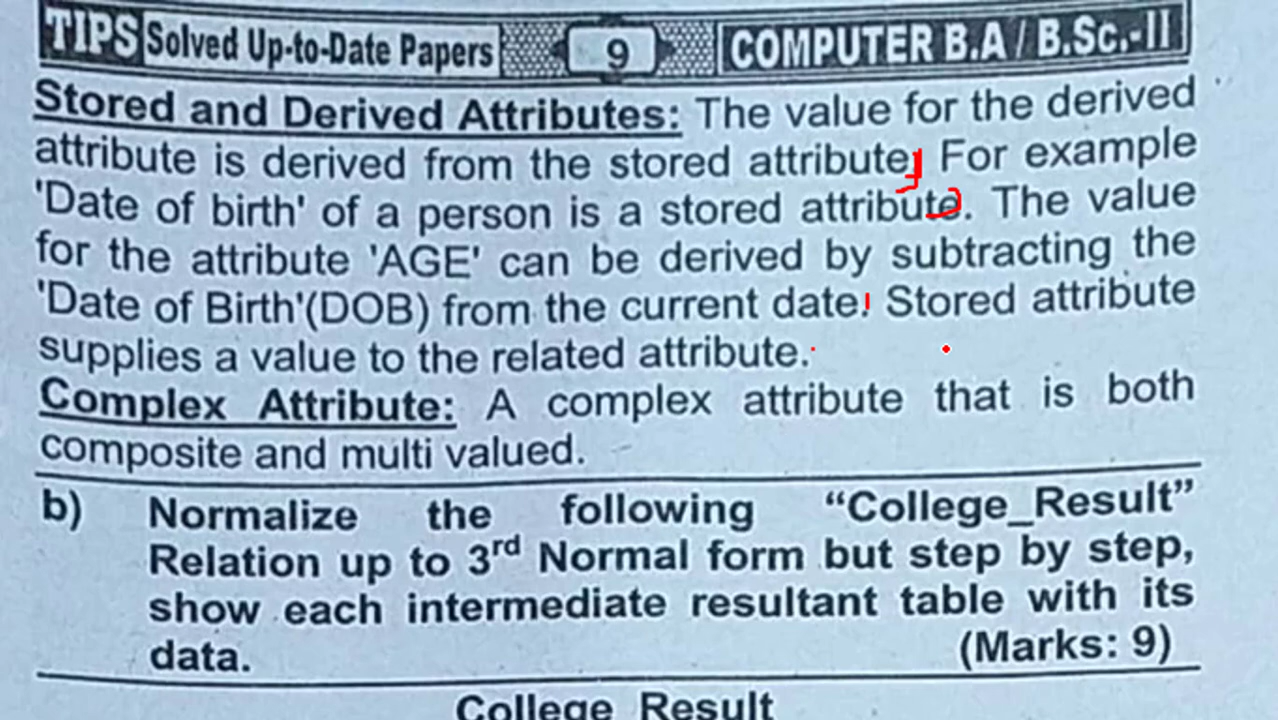 TIPS Solved Up-to-Date Papers 9 COMPUTER B.A / B.Sc.-II
Stored and Derived Attributes: The value for the derived
attribute is derived from the stored attribute. For example
'Date of birth' of a person is a stored attribute. The value
for the attribute 'AGE' can be derived by subtracting the
'Date of Birth'(DOB) from the current date. Stored attribute
supplies a value to the related attribute.
Complex Attribute: A complex attribute that is both
composite and multi valued.
b) Normalize the following “College_Result”
Relation up to 3rd Normal form but step by step,
show each intermediate resultant table with its
data. (Marks: 9)
College Result